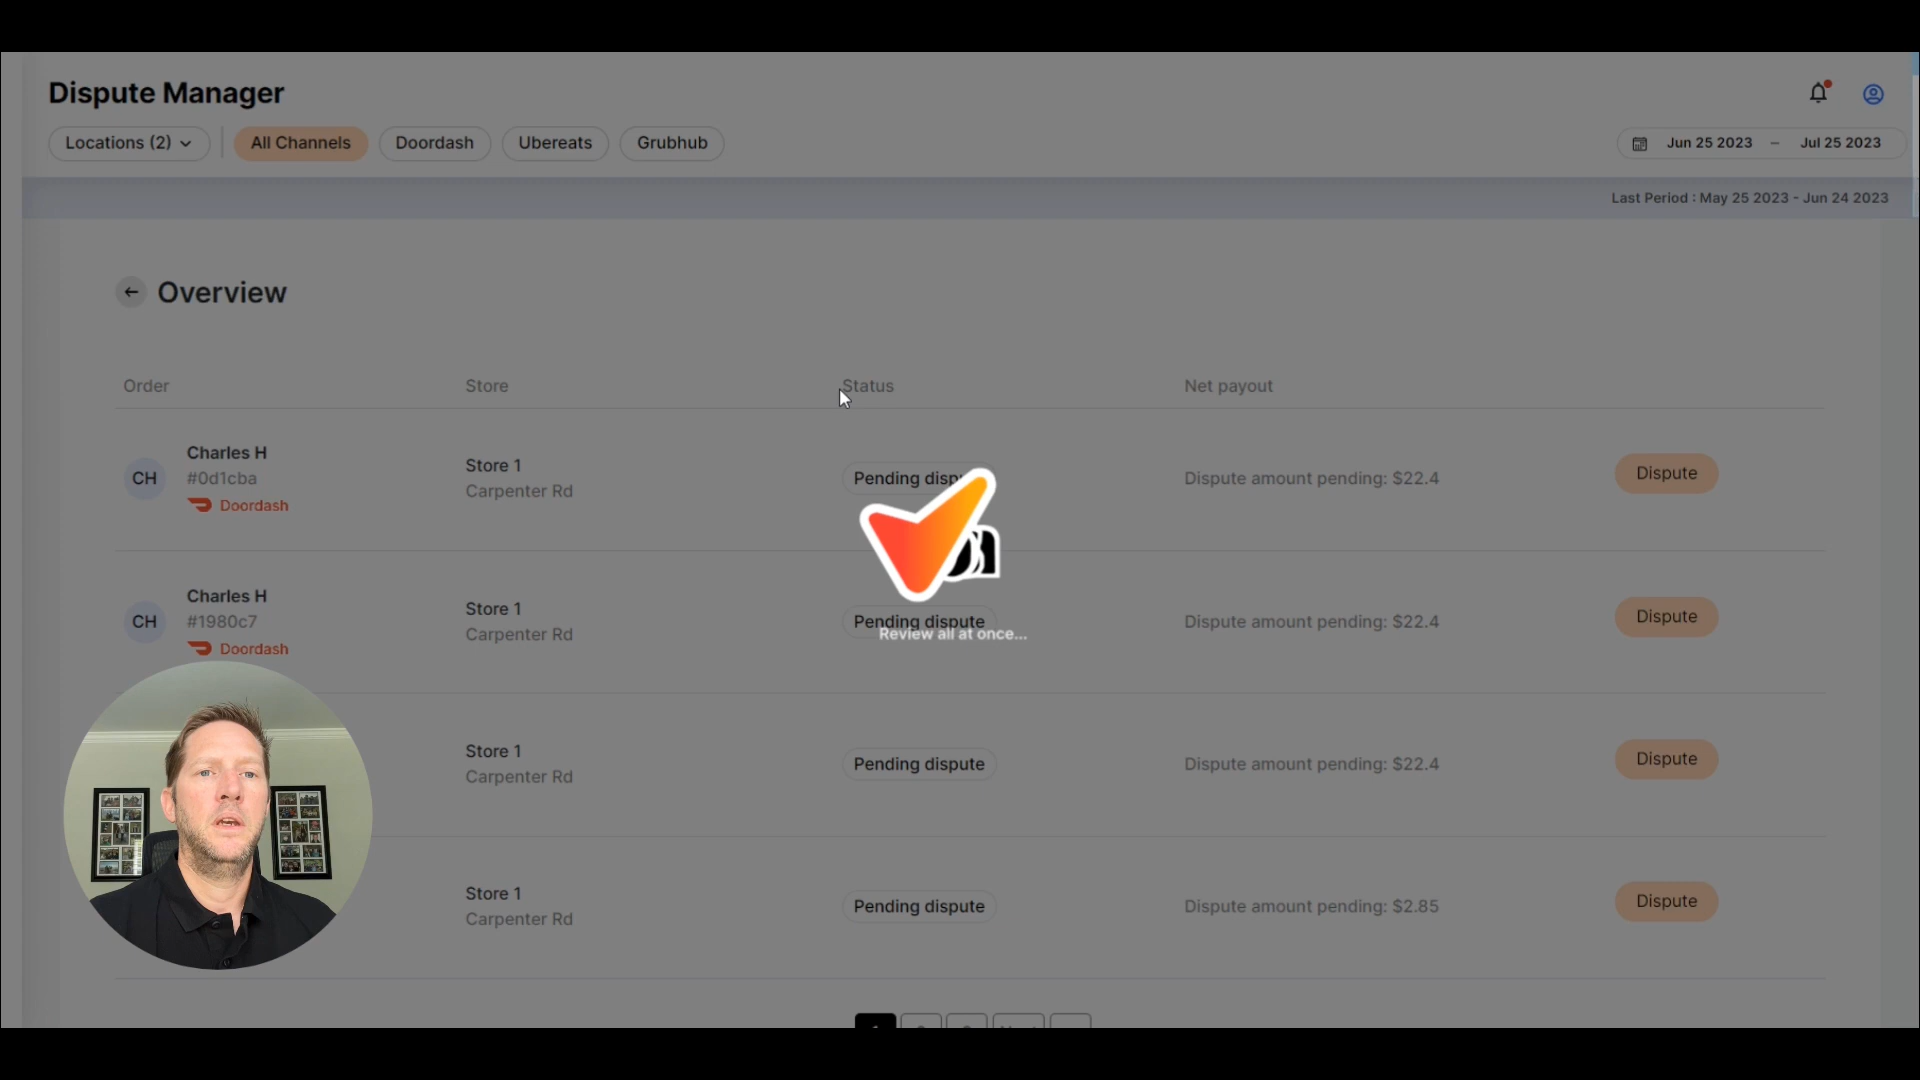 Dispute Manager
Locations (2)
All Channels
Doordash
Ubereats
Grubhub
Jun 25 2023 – Jul 25 2023
Last Period : May 25 2023 - Jun 24 2023
Overview
Order
Store
Status
Net payout
CH
Charles H
#0d1cba
Doordash
Store 1
Carpenter Rd
Pending
Dispute amount pending: $22.4
Dispute
CH
Charles H
#1980c7
Doordash
Store 1
Carpenter Rd
Pending dispute
Review all at once...
Dispute amount pending: $22.4
Dispute
Store 1
Carpenter Rd
Pending dispute
Dispute amount pending: $22.4
Dispute
Store 1
Carpenter Rd
Pending dispute
Dispute amount pending: $2.85
Dispute